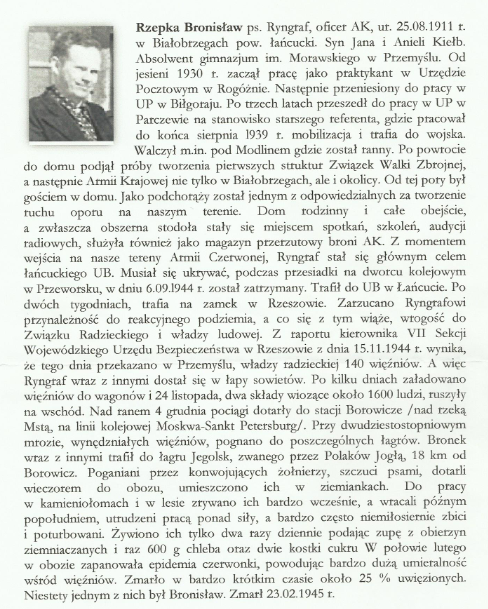 Rzepka Bronisław ps. Ryngraf, oficer AK, ur. 25.08.1911 r.
w Białobrzegach pow. łańcucki. Syn Jana i Anieli Kiełb.
Absolwent gimnazjum im. Morawskiego w Przemyślu. Od
jesieni 1930 r. zaczął pracę jako praktykant w Urzędzie
Pocztowym w Rogóżnie. Następnie przeniesiony do pracy w
UP w Biłgoraju. Po trzech latach przeszedł do pracy w UP w
Parczewie na stanowisko starszego referenta, gdzie pracował
do końca sierpnia 1939 r. mobilizacja i trafia do wojska.
Walczył m.in. pod Modlinem gdzie został ranny. Po powrocie
do domu podjął próby tworzenia pierwszych struktur Związek Walki Zbrojnej,
a następnie Armii Krajowej nie tylko w Białobrzegach, ale i okolicy. Od tej pory był
gościem w domu. Jako podchorąży został jednym z odpowiedzialnych za tworzenie
ruchu oporu na naszym terenie. Dom rodzinny i całe obejście,
a zwłaszcza obszerna stodoła stały się miejscem spotkań, szkoleń, audycji
radiowych, służyła również jako magazyn przerzutowy broni AK. Z momentem
wejścia na nasze tereny Armii Czerwonej, Ryngraf stał się głównym celem
łańcuckiego UB. Musiał się ukrywać, podczas przesiadki na dworcu kolejowym
w Przeworsku, w dniu 6.09.1944 r. został zatrzymany. Trafił do UB w Łańcucie. Po
dwóch tygodniach, trafia na zamek w Rzeszowie. Zarzucano Ryngrafowi
przynależność do reakcyjnego podziemia, a co się z tym wiąże, wrogość do
Związku Radzieckiego i władzy ludowej. Z raportu kierownika VII Sekcji
Wojewódzkiego Urzędu Bezpieczeństwa w Rzeszowie z dnia 15.11.1944 r. wynika,
że tego dnia przekazano w Przemyślu, władzy radzieckiej 140 więźniów. A więc
Ryngraf wraz z innymi dostał się w łapy sowietów. Po kilku dniach załadowano
więźniów do wagonów i 24 listopada, dwa składy wiozące około 1600 ludzi, ruszyły
na wschód. Nad ranem 4 grudnia pociągi dotarły do stacji Borowicze /nad rzeką
Mstą, na linii kolejowej Moskwa-Sankt Petersburg/. Przy dwudziestostopniowym
mrozie, wynędzniałych więźniów, pognano do poszczególnych łagrów. Bronek
wraz z innymi trafił do łagru Jegolsk, zwanego przez Polaków Jogłą, 18 km od
Borowicz. Poganiani przez konwojujących żołnierzy, szczuci psami, dotarli
wieczorem do obozu, umieszczono ich w ziemiankach. Do pracy
w kamieniołomach i w lesie zrywano ich bardzo wcześnie, a wracali późnym
popołudniem, utrudzeni pracą ponad siły, a bardzo często niemiłosiernie zbici
i poturbowani. Żywiono ich tylko dwa razy dziennie podając zupę z obierzyn
ziemniaczanych i raz 600 g chleba oraz dwie kostki cukru W połowie lutego
w obozie zapanowała epidemia czerwonki, powodując bardzo dużą umieralność
wśród więźniów. Zmarło w bardzo krótkim czasie około 25 % uwięzionych.
Niestety jednym z nich był Bronisław. Zmarł 23.02.1945 r.